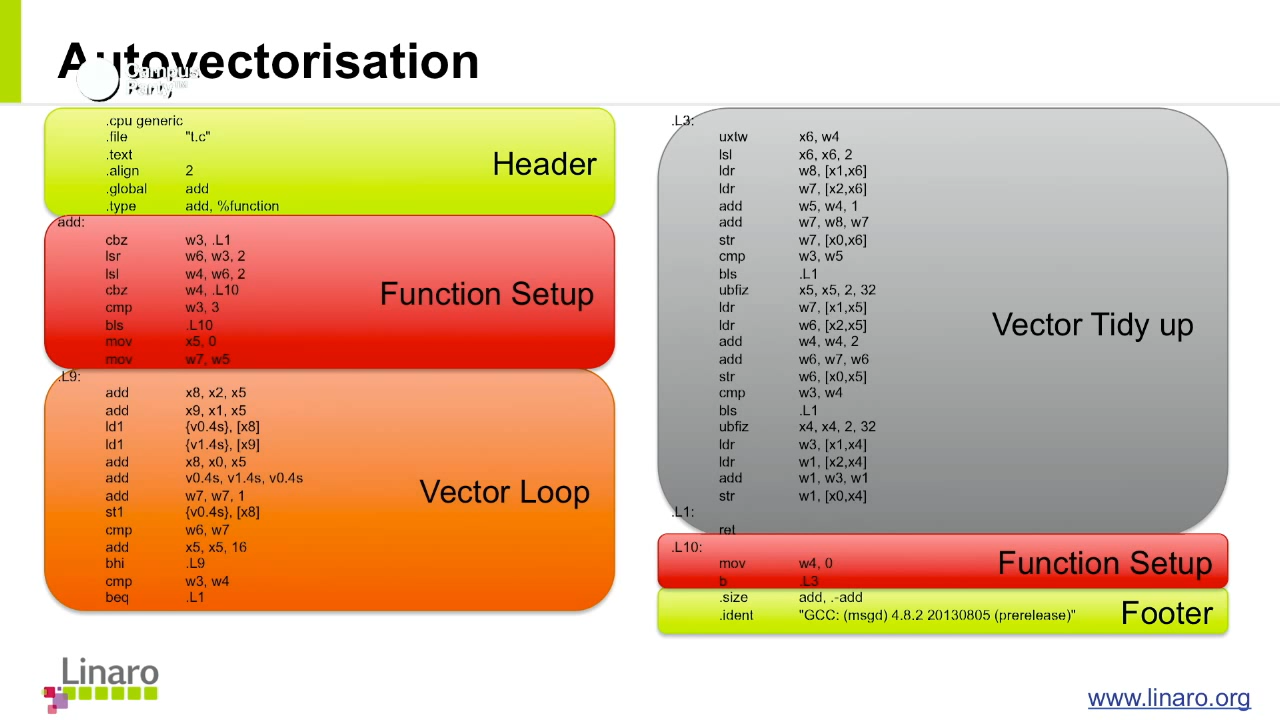 Autovectorisation
Campus
Party™
.cpu generic
.file "t.c"
.text
.align 2
.global add
.type add, %function
Header
add:
cbz w3, .L1
lsr w6, w3, 2
lsl w4, w6, 2
cbz w4, .L10
cmp w3, 3
bls .L10
mov x5, 0
mov w7, w5
Function Setup
.L9:
add x8, x2, x5
add x9, x1, x5
ld1 {v0.4s}, [x8]
ld1 {v1.4s}, [x9]
add x8, x0, x5
add v0.4s, v1.4s, v0.4s
add w7, w7, 1
st1 {v0.4s}, [x8]
cmp w6, w7
add x5, x5, 16
bhi .L9
cmp w3, w4
beq .L1
Vector Loop
.L3:
uxtw x6, w4
lsl x6, x6, 2
ldr w8, [x1,x6]
ldr w7, [x2,x6]
add w5, w4, 1
add w7, w8, w7
str w7, [x0,x6]
cmp w3, w5
bls .L1
ubfiz x5, x5, 2, 32
ldr w7, [x1,x5]
ldr w6, [x2,x5]
add w4, w4, 2
add w6, w7, w6
str w6, [x0,x5]
cmp w3, w4
bls .L1
ubfiz x4, x4, 2, 32
ldr w3, [x1,x4]
ldr w1, [x2,x4]
add w1, w3, w1
str w1, [x0,x4]
.L1:
ret
Vector Tidy up
.L10:
mov w4, 0
b .L3
Function Setup
.size add, .-add
.ident "GCC: (msgd) 4.8.2 20130805 (prerelease)"
Footer
Linaro
www.linaro.org